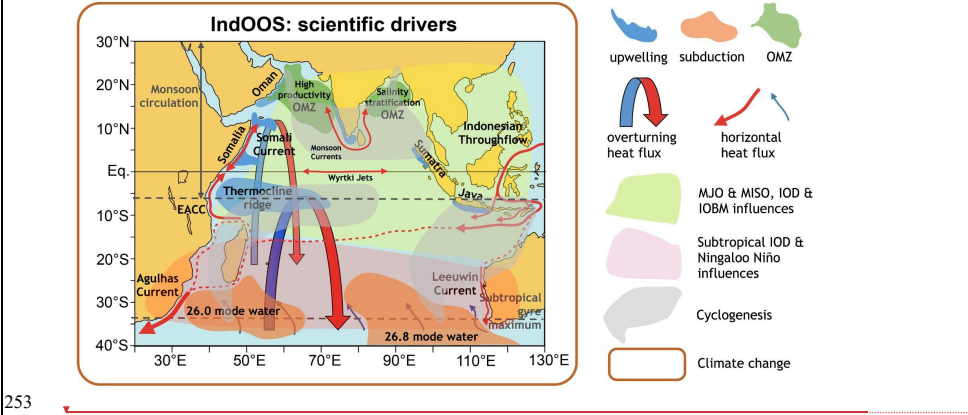 IndOOS: scientific drivers
30°N
20°N
10°N
Eq.
10°S
20°S
30°S
40°S
30°E
50°E
70°E
90°E
110°E
130°E
Monsoon
circulation
Oman
High
productivity
OMZ
Salinity
stratification
OMZ
Somalia
Somali
Current
Monsoon
Currents
Wyrtki Jets
Indonesian
Throughflow
Sumatra
Java
Thermocline
ridge
EACC
Agulhas
Current
26.0 mode water
Leeuwin
Current
Subtropical
gyre
maximum
26.8 mode water
upwelling
subduction
OMZ
overturning
heat flux
horizontal
heat flux
MJO & MISO, IOD &
IOBM influences
Subtropical IOD &
Ningaloo Niño
influences
Cyclogenesis
Climate change
253